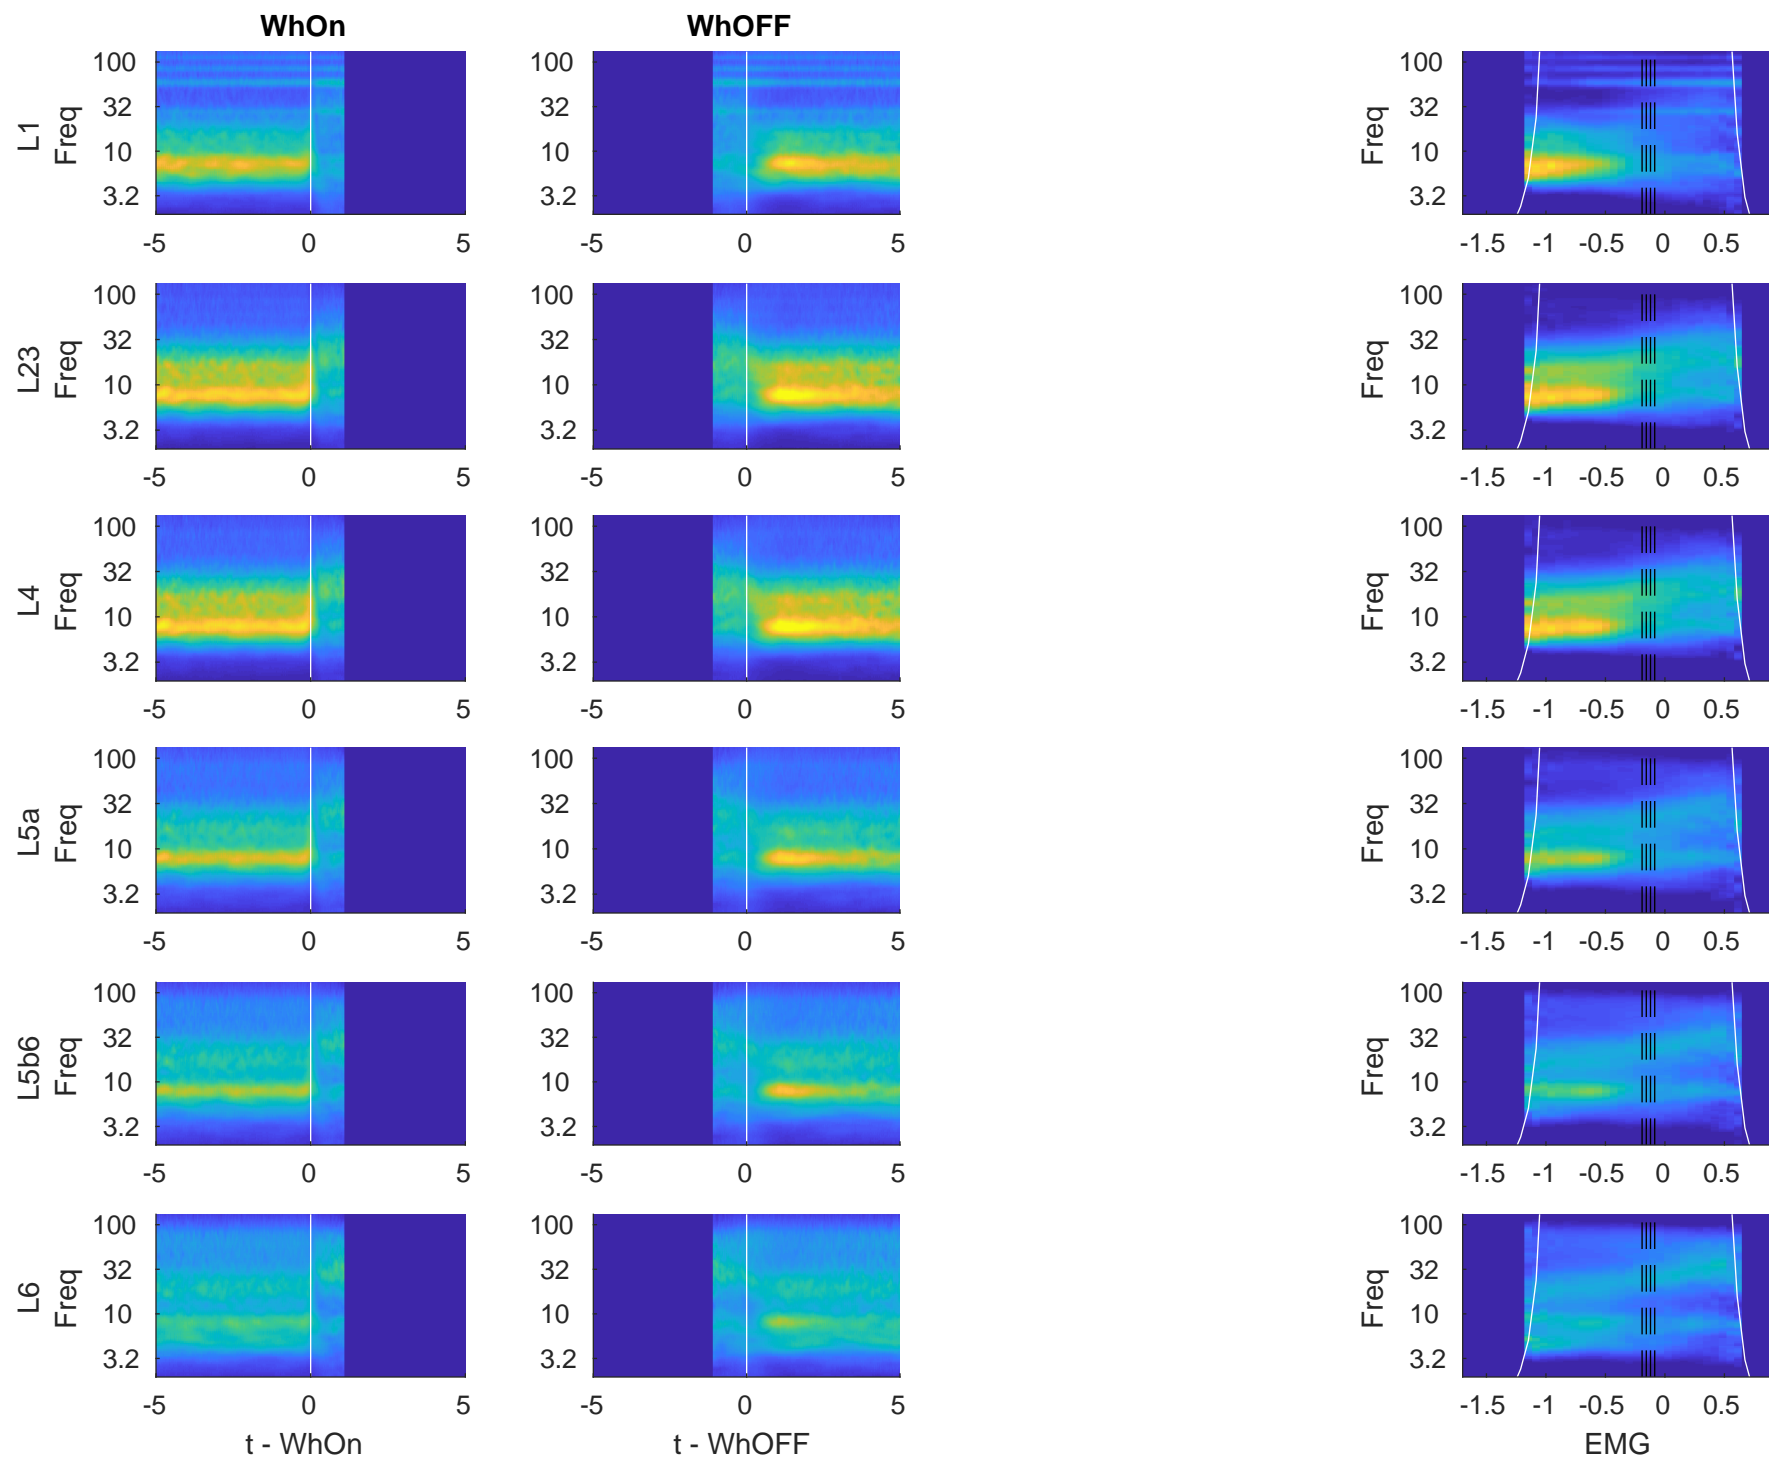 WhOn WhOFF
L1 Freq 100 32 10 3.2 100 32 10 3.2 Freq 100 32 10 3.2
-5 0 5 -5 0 5 -1.5 -1 -0.5 0 0.5
L23 Freq 100 32 10 3.2 100 32 10 3.2 Freq 100 32 10 3.2
-5 0 5 -5 0 5 -1.5 -1 -0.5 0 0.5
L4 Freq 100 32 10 3.2 100 32 10 3.2 Freq 100 32 10 3.2
-5 0 5 -5 0 5 -1.5 -1 -0.5 0 0.5
L5a Freq 100 32 10 3.2 100 32 10 3.2 Freq 100 32 10 3.2
-5 0 5 -5 0 5 -1.5 -1 -0.5 0 0.5
L5b6 Freq 100 32 10 3.2 100 32 10 3.2 Freq 100 32 10 3.2
-5 0 5 -5 0 5 -1.5 -1 -0.5 0 0.5
L6 Freq 100 32 10 3.2 100 32 10 3.2 Freq 100 32 10 3.2
-5 0 5 -5 0 5 -1.5 -1 -0.5 0 0.5
t - WhOn t - WhOFF EMG